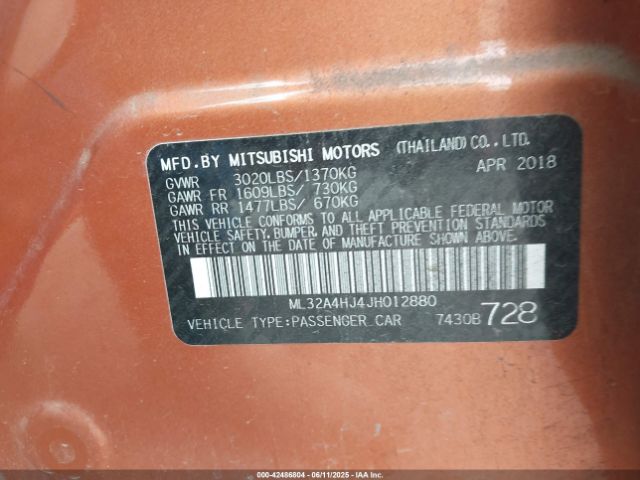 MFD.BY MITSUBISHI MOTORS (THAILAND)CO.,LTD.
GVWR 3020LBS/1370KG APR 2018
GAWR FR 1609LBS/ 730KG
GAWR RR 1477LBS/ 670KG
THIS VEHICLE CONFORMS TO ALL APPLICABLE FEDERAL MOTOR
VEHICLE SAFETY, BUMPER, AND THEFT PREVENTION STANDARDS
IN EFFECT ON THE DATE OF MANUFACTURE SHOWN ABOVE.
ML32A4HJ4JH012880
VEHICLE TYPE:PASSENGER CAR 7430B 728
000-42486804 - 06/11/2025 - IAAI.COM